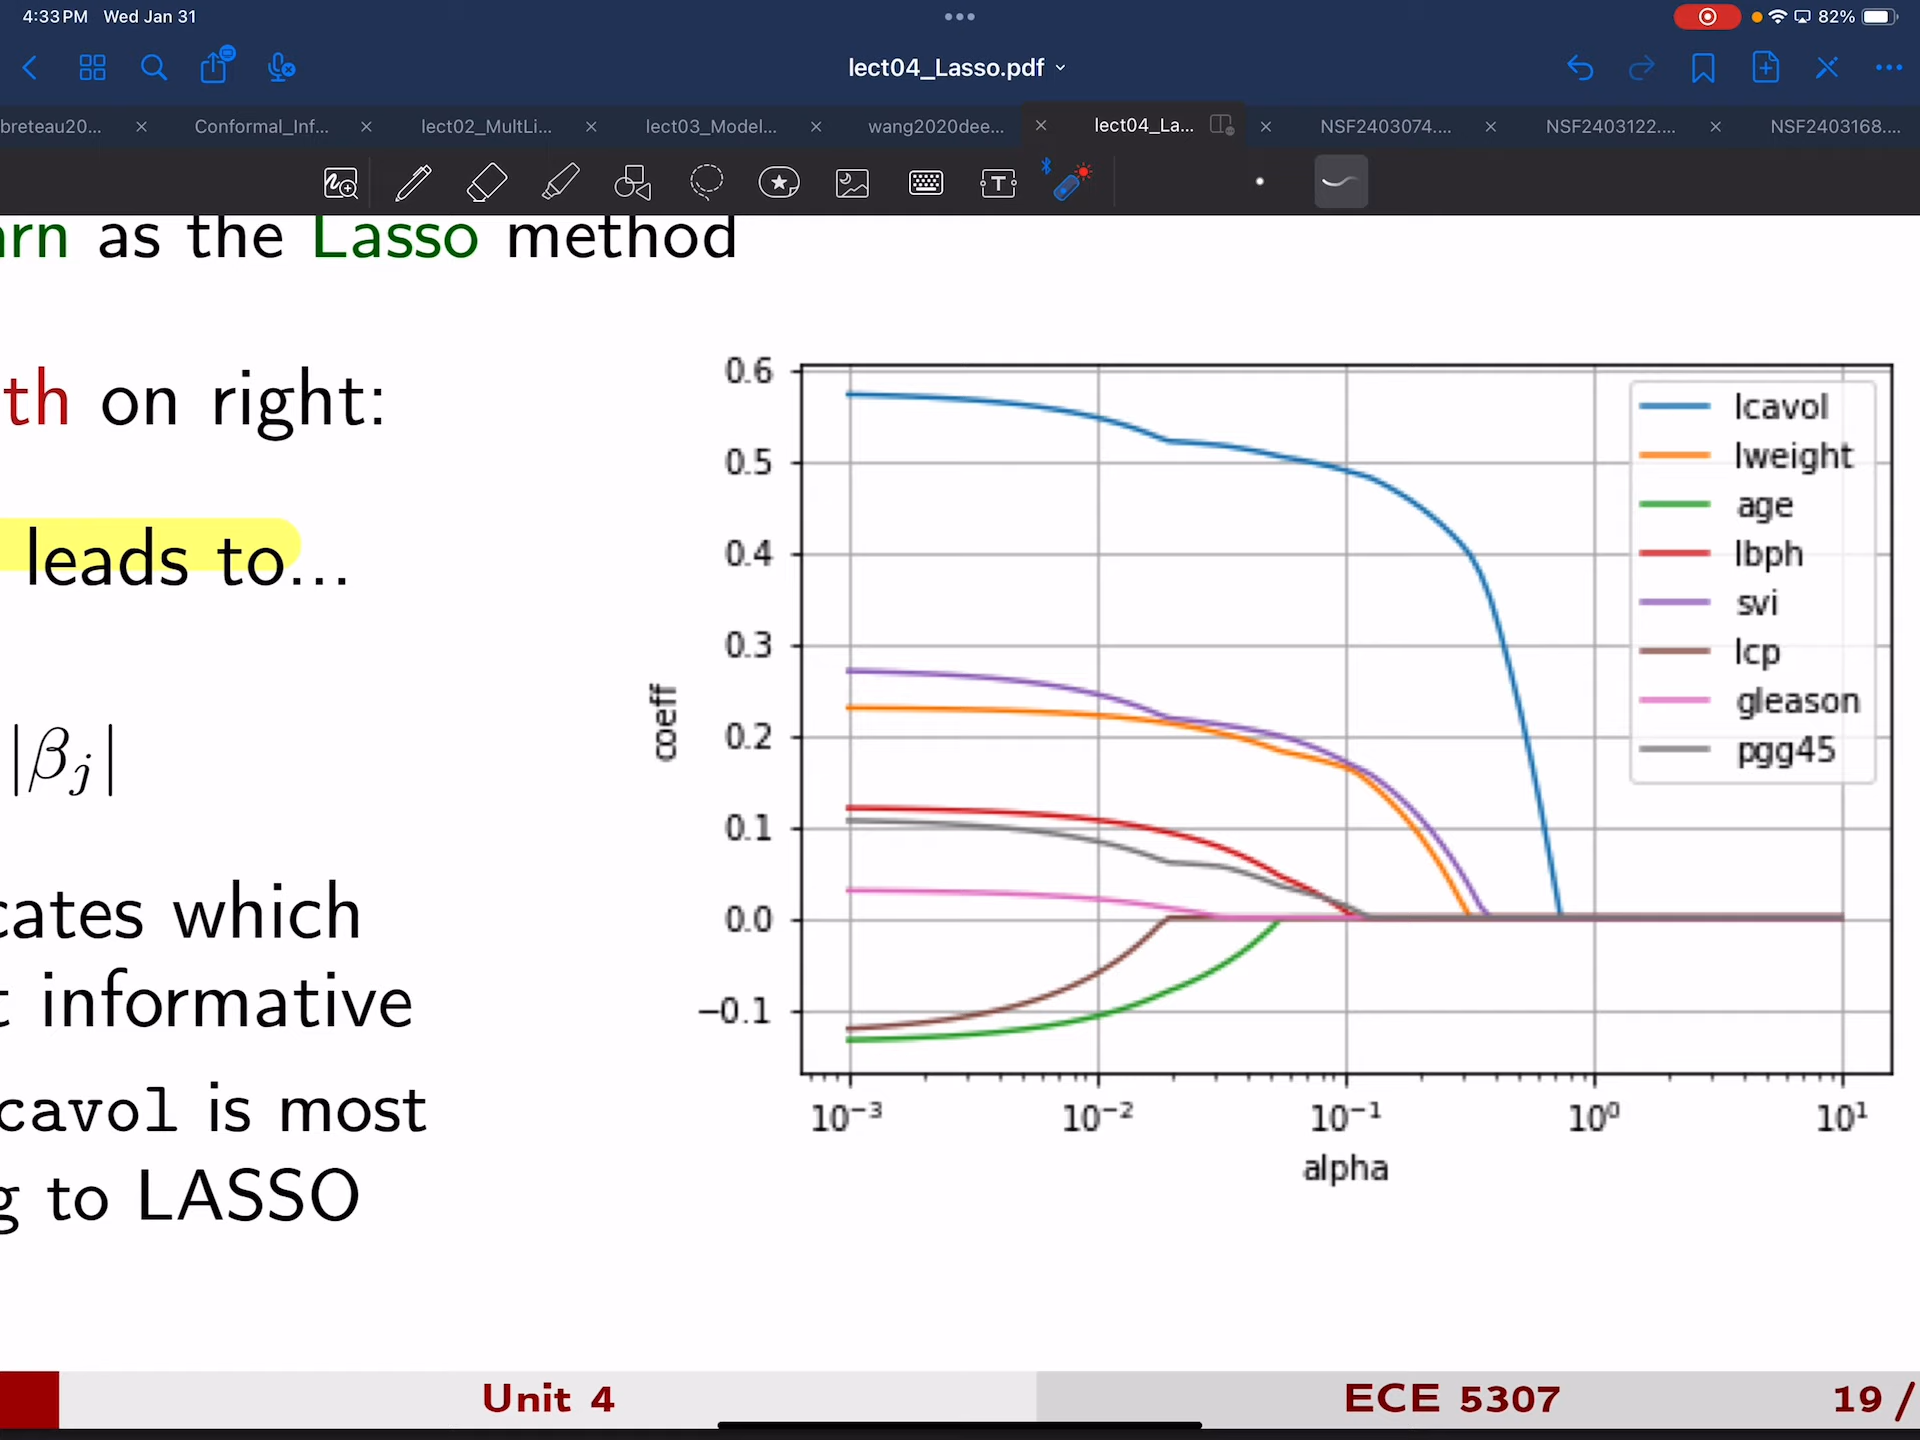 4:33 PM Wed Jan 31
82%
lect04_Lasso.pdf
breteau20...
Conformal_Inf...
lect02_MultLi...
lect03_Model...
wang2020dee...
lect04_La...
NSF2403074....
NSF2403122....
NSF2403168....
arn as the Lasso method
th on right:
leads to...
|βj|
cates which
t informative
cavol is most
g to LASSO
0.6
0.5
0.4
0.3
0.2
0.1
0.0
−0.1
coeff
10⁻³
10⁻²
10⁻¹
10⁰
10¹
alpha
lcavol
lweight
age
lbph
svi
lcp
gleason
pgg45
Unit 4
ECE 5307
19 /